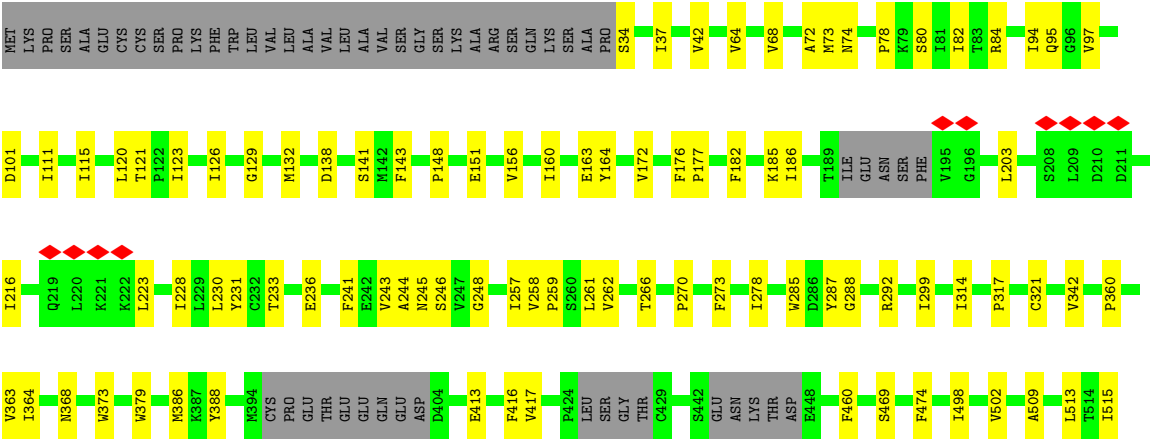 MET LYS PRO SER ALA GLU CYS CYS SER PRO LYS PHE TRP LEU VAL LEU ALA VAL LEU ALA VAL SER GLY SER LYS ALA ARG SER GLN LYS SER ALA PRO S34 I37 V42 V64 V68 A72 M73 N74 P78 K79 S80 I81 I82 T83 R84 I94 Q95 G96 V97
D101 I111 I115 L120 T121 P122 I123 I126 G129 M132 D138 S141 M142 F143 P148 E151 V156 I160 E163 Y164 V172 F176 P177 F182 K185 I186 T189 ILE GLU ASN SER PHE V195 G196 L203 S208 L209 D210 D211
I216 Q219 L220 K221 K222 L223 I228 L229 L230 Y231 C232 T233 E236 F241 E242 V243 A244 N245 S246 V247 G248 I257 V258 P259 S260 L261 V262 T266 P270 F273 I278 W285 D286 Y287 G288 R292 I299 I314 P317 C321 V342 P360
V363 I364 N368 W373 W379 M386 K387 Y388 M394 CYS PRO GLU THR GLU GLU GLN GLU ASP D404 E413 F416 V417 P424 LEU SER GLY THR C429 S442 GLU ASN LYS THR ASP E448 F460 S469 F474 I498 V502 A509 L513 T514 I515